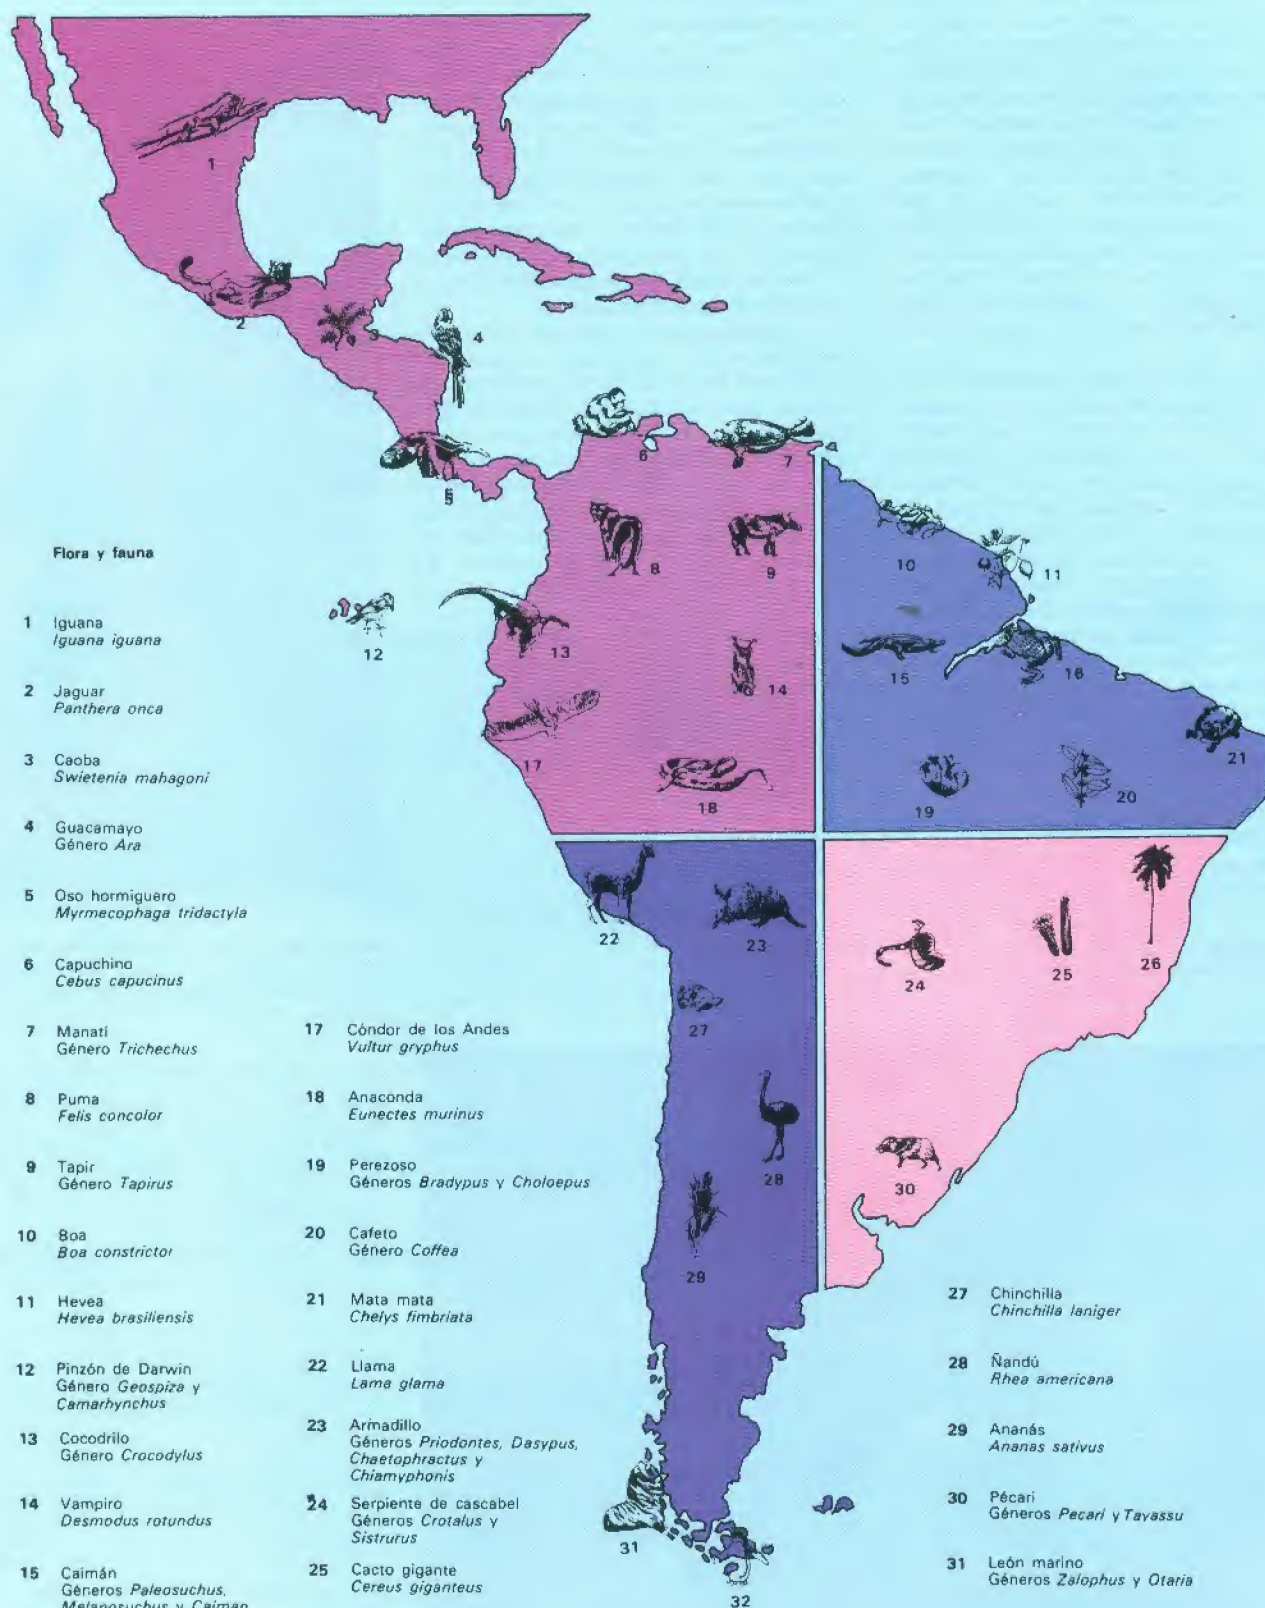 1
2
3
4
5
6
7
8
9
10
11
12
13
14
15
16
17
18
19
20
21
22
23
24
25
26
27
28
29
30
31
32
Flora y fauna
1 Iguana
Iguana iguana
2 Jaguar
Panthera onca
3 Caoba
Swietenia mahagoni
4 Guacamayo
Género Ara
5 Oso hormiguero
Myrmecophaga tridactyla
6 Capuchino
Cebus capucinus
7 Manatí
Género Trichechus
8 Puma
Felis concolor
9 Tapir
Género Tapirus
10 Boa
Boa constrictor
11 Hevea
Hevea brasiliensis
12 Pinzón de Darwin
Género Geospiza y
Camarhynchus
13 Cocodrilo
Género Crocodylus
14 Vampiro
Desmodus rotundus
15 Caimán
Géneros Paleosuchus,
Melanosuchus y Caiman
17 Cóndor de los Andes
Vultur gryphus
18 Anaconda
Eunectes murinus
19 Perezoso
Géneros Bradypus y Choloepus
20 Cafeto
Género Coffea
21 Mata mata
Chelys fimbriata
22 Llama
Lama glama
23 Armadillo
Géneros Priodontes, Dasypus,
Chaetophractus y
Chiamyphonis
24 Serpiente de cascabel
Géneros Crotalus y
Sistrurus
25 Cacto gigante
Cereus giganteus
27 Chinchilla
Chinchilla laniger
28 Ñandú
Rhea americana
29 Ananás
Ananas sativus
30 Pécari
Géneros Pecari y Tayassu
31 León marino
Géneros Zalophus y Otaria